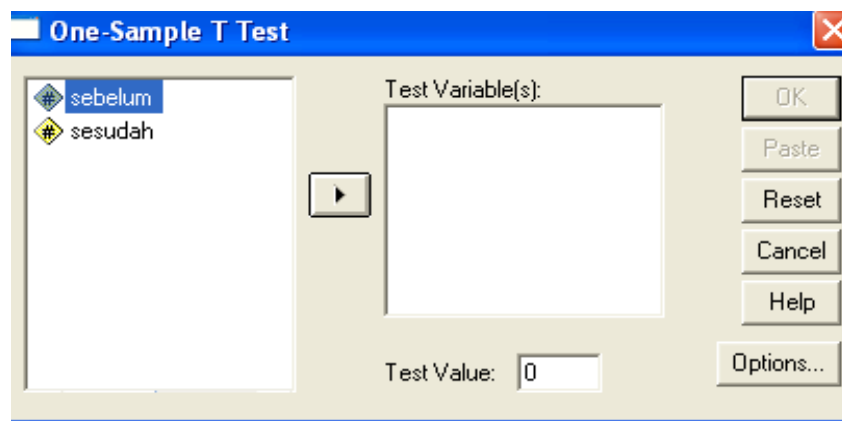 One-Sample T Test
sebelum
sesudah
Test Variable(s):
OK
Paste
Reset
Cancel
Help
Test Value: 0
Options...